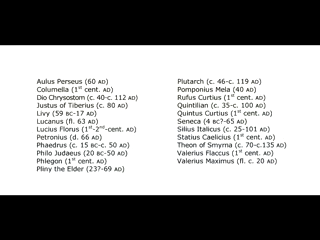 Aulus Perseus (60 AD)
Columella (1st cent. AD)
Dio Chrysostom (c. 40-c. 112 AD)
Justus of Tiberius (c. 80 AD)
Livy (59 BC-17 AD)
Lucanus (fl. 63 AD)
Lucius Florus (1st-2nd-cent. AD)
Petronius (d. 66 AD)
Phaedrus (c. 15 BC-c. 50 AD)
Philo Judaeus (20 BC-50 AD)
Phlegon (1st cent. AD)
Pliny the Elder (23?-69 AD)
Plutarch (c. 46-c. 119 AD)
Pomponius Mela (40 AD)
Rufus Curtius (1st cent. AD)
Quintilian (c. 35-c. 100 AD)
Quintus Curtius (1st cent. AD)
Seneca (4 BC?-65 AD)
Silius Italicus (c. 25-101 AD)
Statius Caelicius (1st cent. AD)
Theon of Smyrna (c. 70-c.135 AD)
Valerius Flaccus (1st cent. AD)
Valerius Maximus (fl. c. 20 AD)